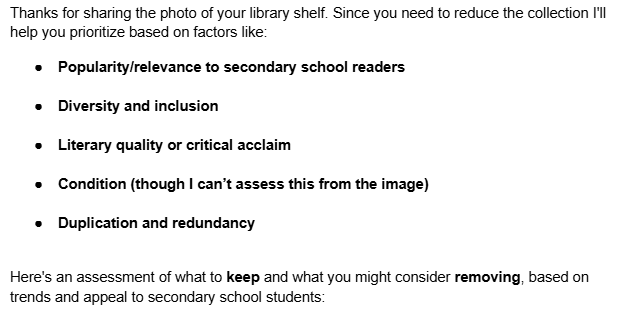 Thanks for sharing the photo of your library shelf. Since you need to reduce the collection I'll
help you prioritize based on factors like:
● Popularity/relevance to secondary school readers
● Diversity and inclusion
● Literary quality or critical acclaim
● Condition (though I can’t assess this from the image)
● Duplication and redundancy
Here's an assessment of what to keep and what you might consider removing, based on
trends and appeal to secondary school students: